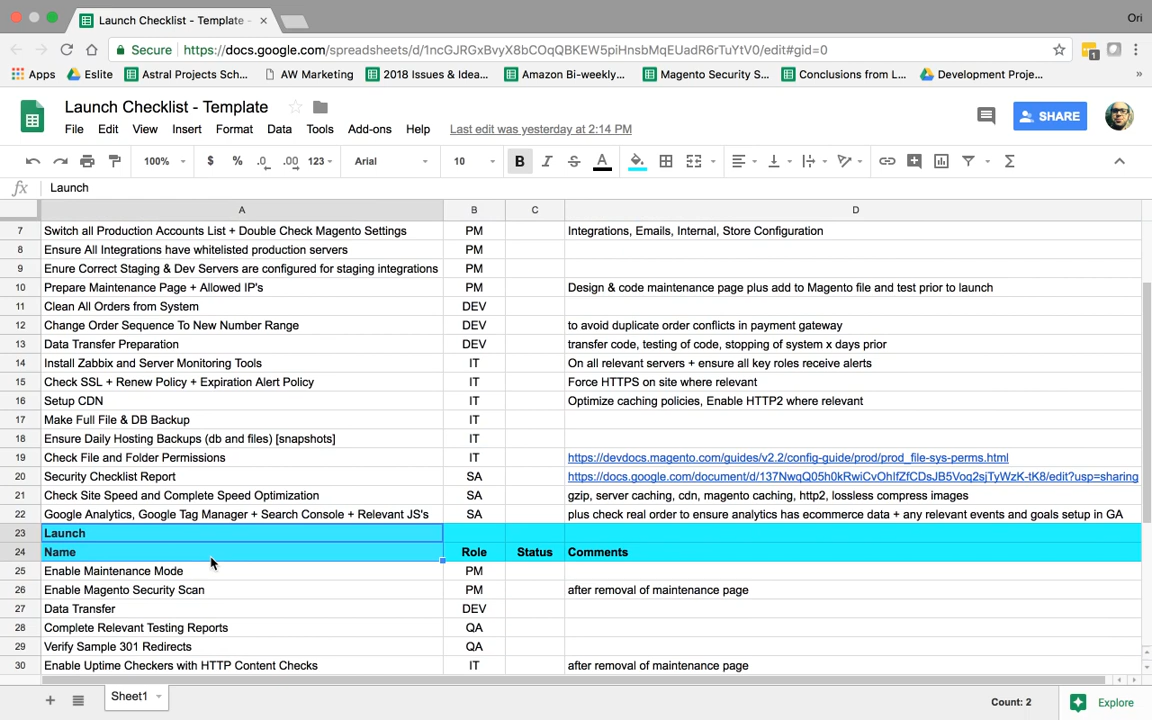 Launch Checklist - Template -
Ori
Secure https://docs.google.com/spreadsheets/d/1ncGJRGxBvyX8bCOqQBKEW5piHnsbMqEUadR6rTuYtV0/edit#gid=0
1
Apps Eslite Astral Projects Sch... AW Marketing 2018 Issues & Idea... Amazon Bi-weekly... Magento Security S... Conclusions from L... Development Proje... »
Launch Checklist - Template
File Edit View Insert Format Data Tools Add-ons Help Last edit was yesterday at 2:14 PM
SHARE
100% $ % .0 .00 123 Arial 10 B I S A
fx Launch
A B C D
7 Switch all Production Accounts List + Double Check Magento Settings PM Integrations, Emails, Internal, Store Configuration
8 Ensure All Integrations have whitelisted production servers PM
9 Enure Correct Staging & Dev Servers are configured for staging integrations PM
10 Prepare Maintenance Page + Allowed IP's PM Design & code maintenance page plus add to Magento file and test prior to launch
11 Clean All Orders from System DEV
12 Change Order Sequence To New Number Range DEV to avoid duplicate order conflicts in payment gateway
13 Data Transfer Preparation DEV transfer code, testing of code, stopping of system x days prior
14 Install Zabbix and Server Monitoring Tools IT On all relevant servers + ensure all key roles receive alerts
15 Check SSL + Renew Policy + Expiration Alert Policy IT Force HTTPS on site where relevant
16 Setup CDN IT Optimize caching policies, Enable HTTP2 where relevant
17 Make Full File & DB Backup IT
18 Ensure Daily Hosting Backups (db and files) [snapshots] IT
19 Check File and Folder Permissions IT https://devdocs.magento.com/guides/v2.2/config-guide/prod/prod_file-sys-perms.html
20 Security Checklist Report SA https://docs.google.com/document/d/137NwqQ05h0kRwiCvOhIfZfCDsJB5Voq2sjTyWzK-tK8/edit?usp=sharing
21 Check Site Speed and Complete Speed Optimization SA gzip, server caching, cdn, magento caching, http2, lossless compress images
22 Google Analytics, Google Tag Manager + Search Console + Relevant JS's SA plus check real order to ensure analytics has ecommerce data + any relevant events and goals setup in GA
23 Launch
24 Name Role Status Comments
25 Enable Maintenance Mode PM
26 Enable Magento Security Scan PM after removal of maintenance page
27 Data Transfer DEV
28 Complete Relevant Testing Reports QA
29 Verify Sample 301 Redirects QA
30 Enable Uptime Checkers with HTTP Content Checks IT after removal of maintenance page
Sheet1
Count: 2
Explore